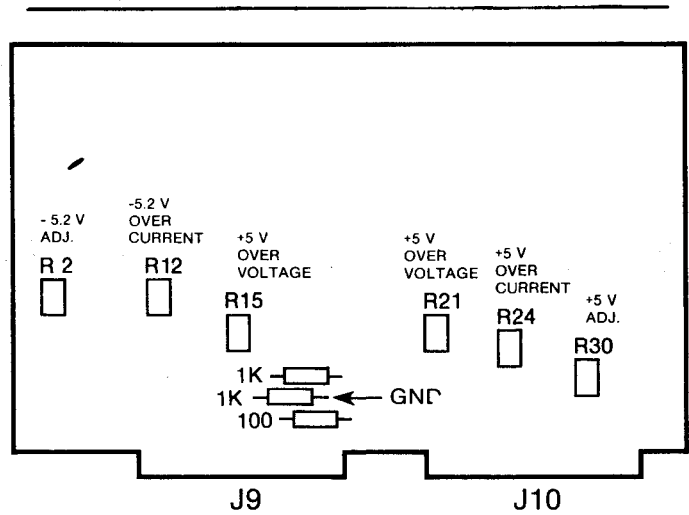 - 5.2 V
ADJ.
R 2
-5.2 V
OVER
CURRENT
R12
+5 V
OVER
VOLTAGE
R15
+5 V
OVER
VOLTAGE
R21
+5 V
OVER
CURRENT
R24
+5 V
ADJ.
R30
1K
1K
GND
100
J9
J10